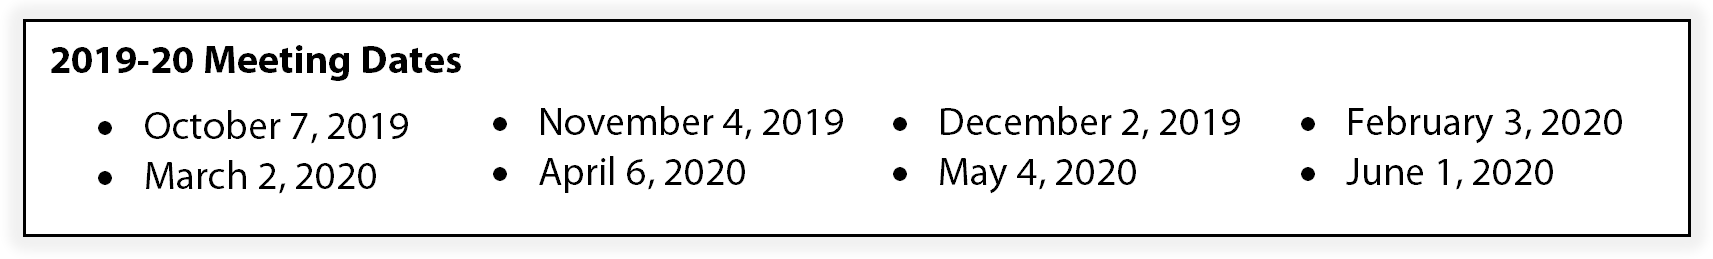 2019-20 Meeting Dates
• October 7, 2019 • November 4, 2019 • December 2, 2019 • February 3, 2020
• March 2, 2020 • April 6, 2020 • May 4, 2020 • June 1, 2020